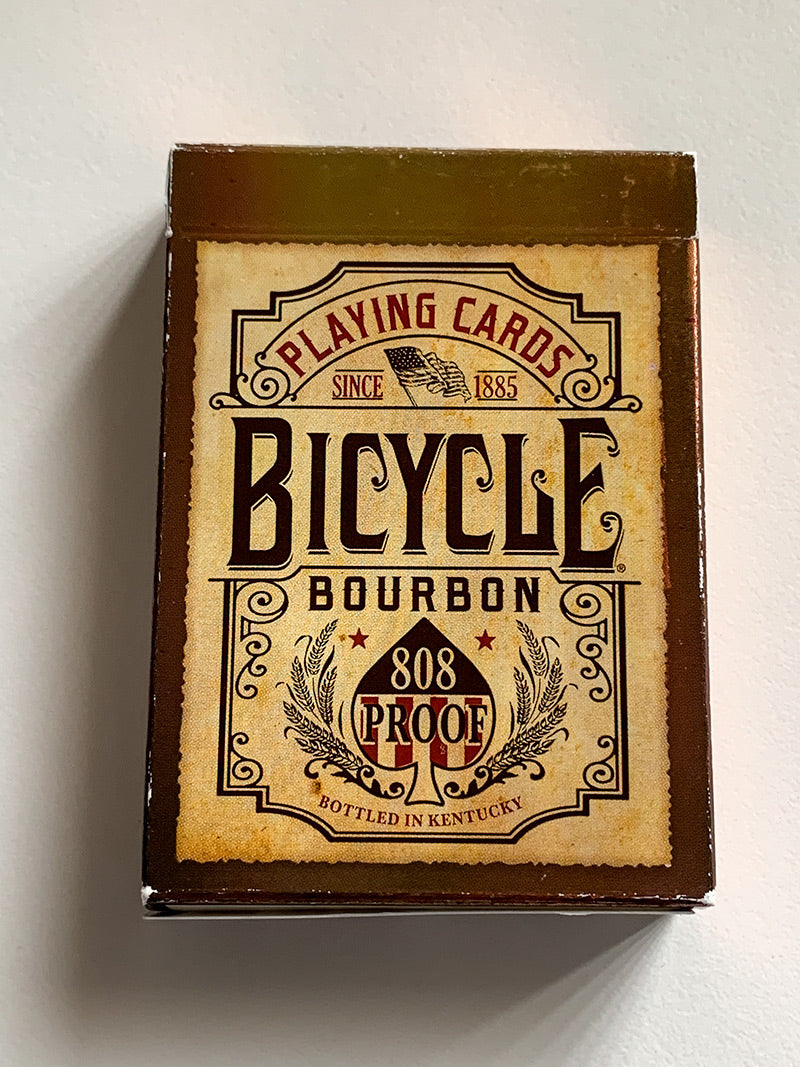 PLAYING CARDS
SINCE 1885
BICYCLE®
BOURBON
808
PROOF
BOTTLED IN KENTUCKY